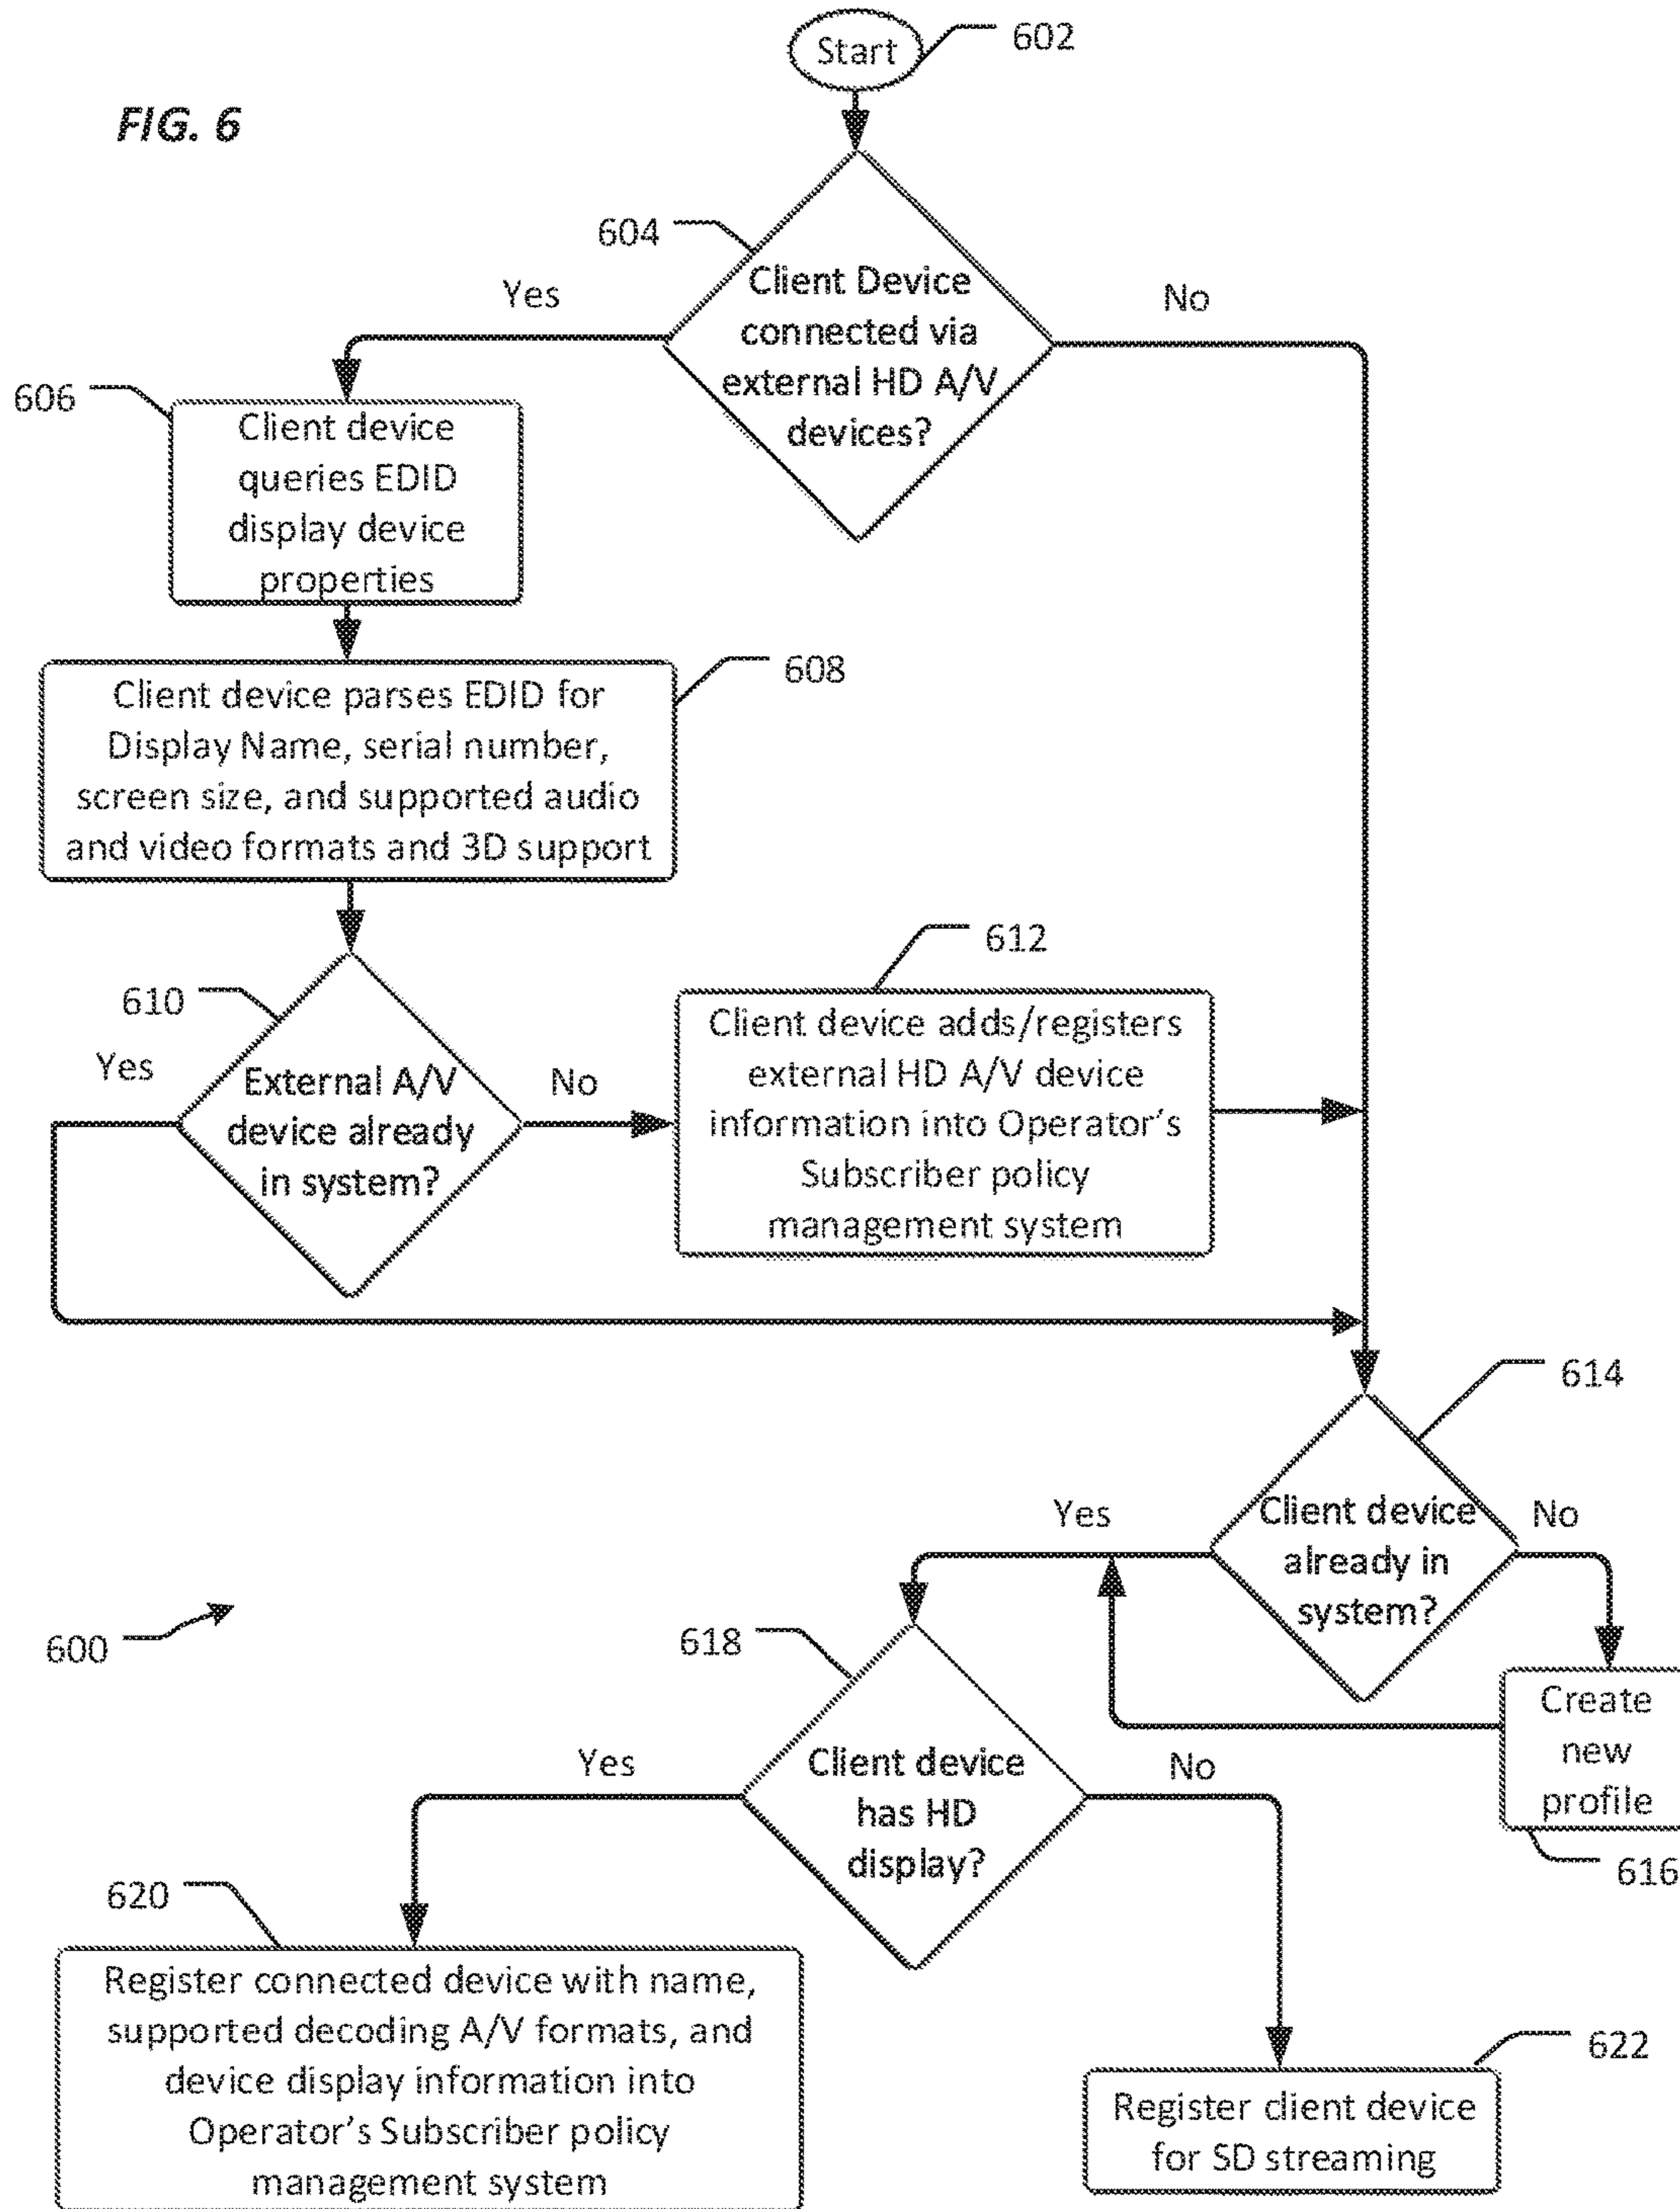 Start
602
FIG. 6
604
Client Device
connected via
external HD A/V
devices?
Yes
No
606
Client device
queries EDID
display device
properties
608
Client device parses EDID for
Display Name, serial number,
screen size, and supported audio
and video formats and 3D support
610
External A/V
device already
in system?
Yes
No
612
Client device adds/registers
external HD A/V device
information into Operator's
Subscriber policy
management system
614
Client device
already in
system?
Yes
No
600
616
Create
new
profile
618
Client device
has HD
display?
Yes
No
620
Register connected device with name,
supported decoding A/V formats, and
device display information into
Operator's Subscriber policy
management system
622
Register client device
for SD streaming